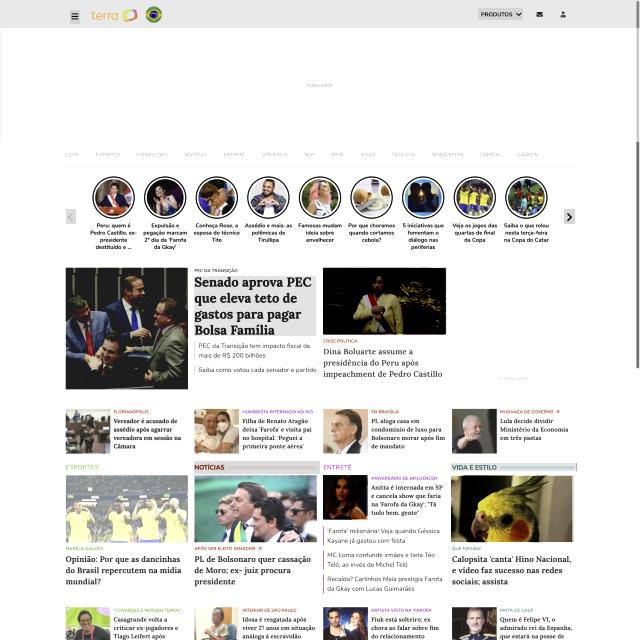 terra
PRODUTOS
PUBLICIDADE
COPA ESPORTES HORÓSCOPO NOTÍCIAS ENTRETÊ DINHEIROS NÓS BYTE VISÃO DEGUSTA NEWSLETTER CARROS GAMEON
Peru: quem é
Pedro Castillo, ex-
presidente
destituído e ...
Expulsão e
pegação marcam
2º dia da 'Farofa
da Gkay'
Conheça Rose, a
esposa do técnico
Tite
Assédio e mais: as
polêmicas de
Tirullipa
Famosas mudam
ideia sobre
envelhecer
Por que choramos
quando cortamos
cebola?
5 iniciativas que
fomentam o
diálogo nas
periferias
Veja os jogos das
quartas de final
da Copa
Saiba o que rolou
nesta terça-feira
na Copa do Catar
PEC DA TRANSIÇÃO
Senado aprova PEC
que eleva teto de
gastos para pagar
Bolsa Família
PEC da Transição tem impacto fiscal de
mais de R$ 200 bilhões
Saiba como votou cada senador e partido
CRISE POLÍTICA
Dina Boluarte assume a
presidência do Peru após
impeachment de Pedro Castillo
FLORIANÓPOLIS
Vereador é acusado de
assédio após agarrar
vereadora em sessão na
Câmara
HUMORISTA INTERNADO NO RIO
Filha de Renato Aragão
deixa 'Farofa' e visita pai
no hospital: 'Peguei a
primeira ponte aérea'
EM BRASÍLIA
PL aluga casa em
condomínio de luxo para
Bolsonaro morar após fim
de mandato
MUDANÇA DE GOVERNO
Lula decide dividir
Ministério da Economia
em três pastas
ESPORTES
MARÍLIA GALVÃO
Opinião: Por que as dancinhas
do Brasil repercutem na mídia
mundial?
NOTÍCIAS
APÓS SER ELEITO SENADOR
PL de Bolsonaro quer cassação
de Moro; ex- juiz procura
presidente
ENTRETÊ
ANIVERSÁRIO DE INFLUENCER
Anitta é internada em SP
e cancela show que faria
na 'Farofa da Gkay'; "Tá
tudo bem, gente"
'Farofa' milionária! Veja quando Géssica
Kayane já gastou com festa
MC Loma confunde irmãos e tieta Téo
Teló, ao invés de Michel Teló
Recalda? Carlinhos Maia prestigia Farofa
da Gkay com Lucas Guimarães
VIDA E ESTILO
QUE FOFURA!
Calopsita 'canta' Hino Nacional,
e vídeo faz sucesso nas redes
sociais; assista
"COVARDES E MOSQUETEIROS"
Casagrande volta a
criticar ex-jogadores e
Tiago Leifert após
INTERIOR DE SÃO PAULO
Idosa é resgatada após
viver 27 anos em situação
análoga à escravidão
ARTISTA VISTO NA 'FAROFA'
Fiuk está solteiro; ex
chora ao falar sobre fim
do relacionamento
PINTA DE GALÃ
Quem é Felipe VI, o
admirado rei da Espanha,
que estará na posse de